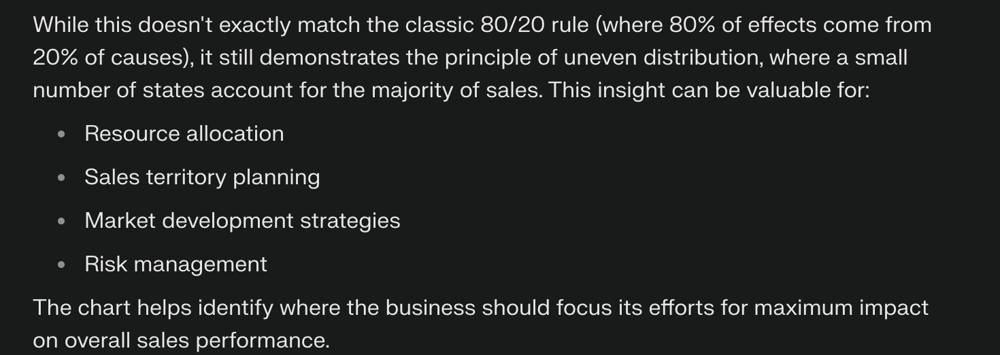 While this doesn't exactly match the classic 80/20 rule (where 80% of effects come from
20% of causes), it still demonstrates the principle of uneven distribution, where a small
number of states account for the majority of sales. This insight can be valuable for:
• Resource allocation
• Sales territory planning
• Market development strategies
• Risk management
The chart helps identify where the business should focus its efforts for maximum impact
on overall sales performance.